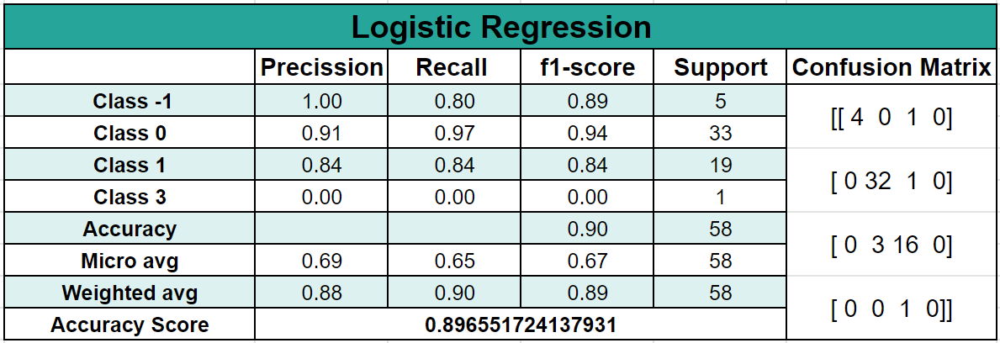 Logistic Regression
Precission Recall f1-score Support Confusion Matrix
Class -1 1.00 0.80 0.89 5
[[ 4 0 1 0]
Class 0 0.91 0.97 0.94 33
Class 1 0.84 0.84 0.84 19
[ 0 32 1 0]
Class 3 0.00 0.00 0.00 1
Accuracy 0.90 58
[ 0 3 16 0]
Micro avg 0.69 0.65 0.67 58
Weighted avg 0.88 0.90 0.89 58
[ 0 0 1 0]]
Accuracy Score 0.896551724137931